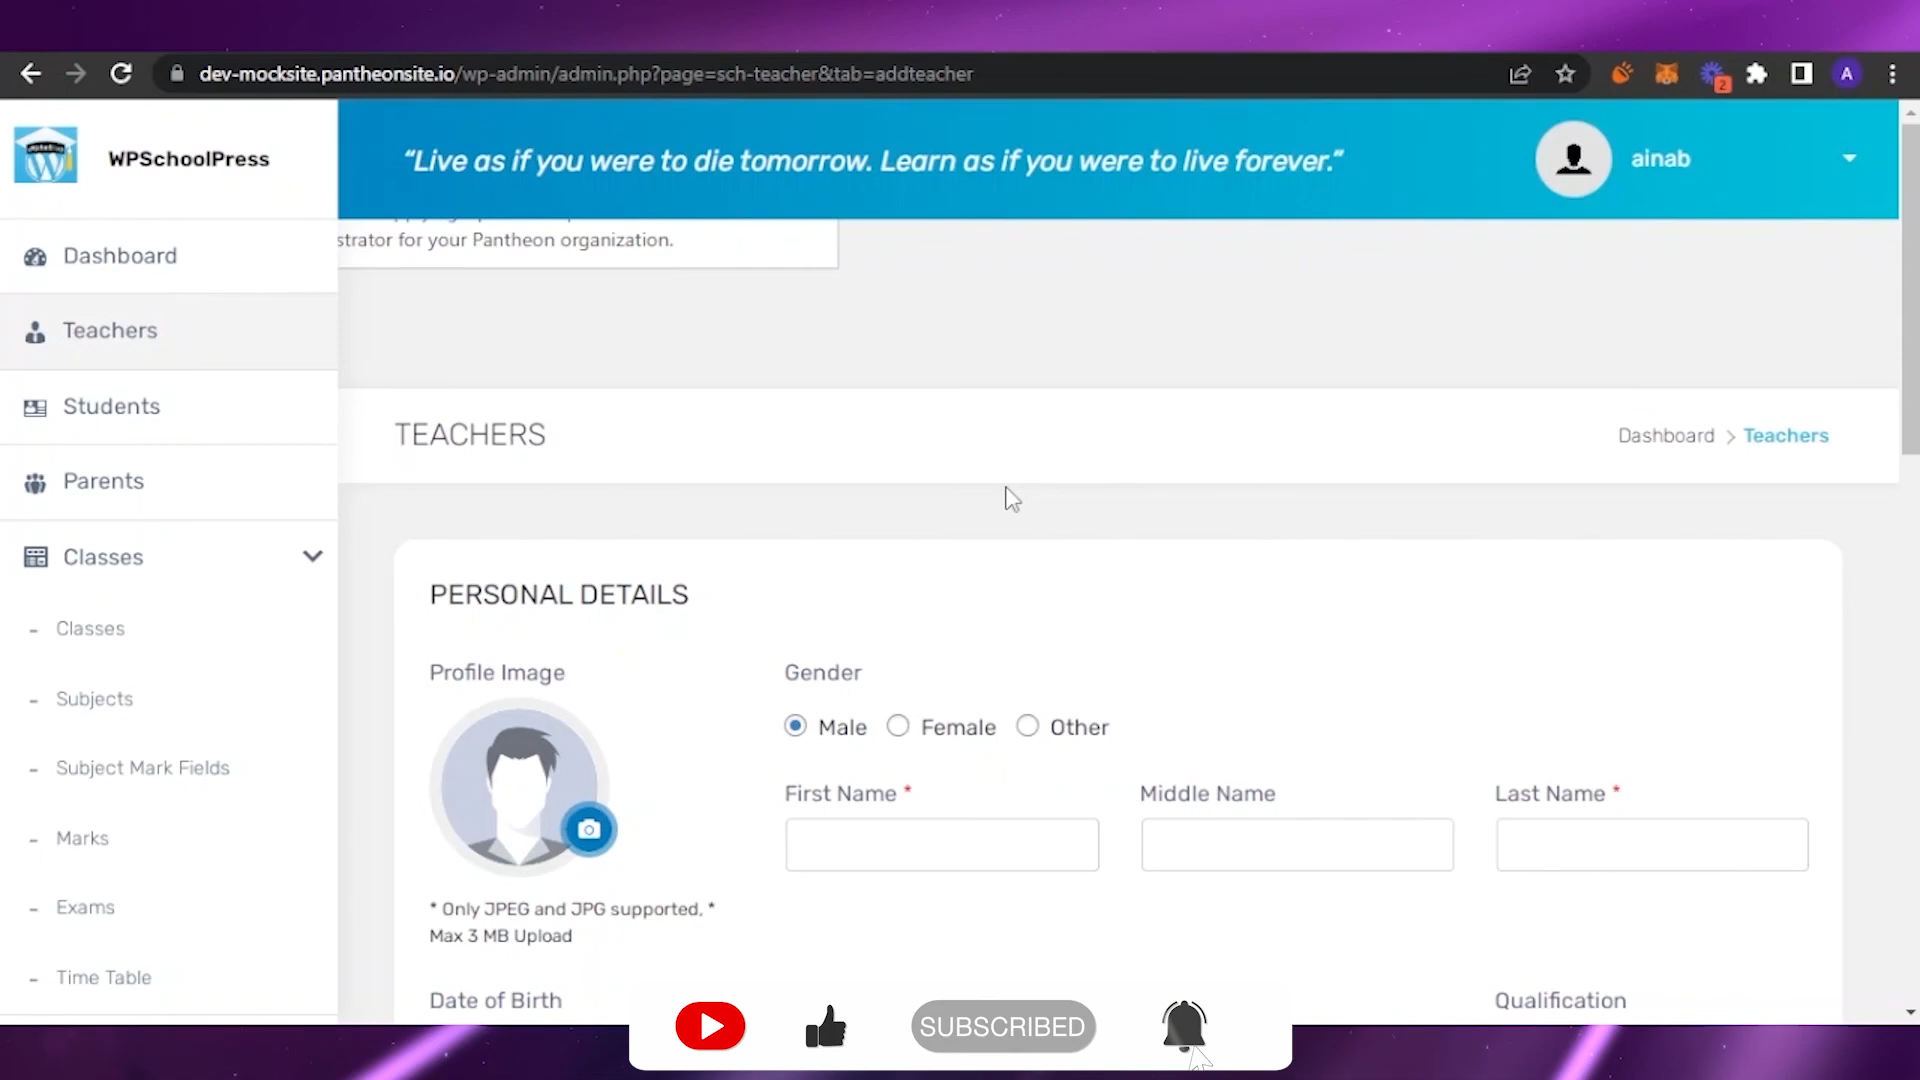 dev-mocksite.pantheonsite.io/wp-admin/admin.php?page=sch-teacher&tab=addteacher
2
A
WPSchoolPress
“Live as if you were to die tomorrow. Learn as if you were to live forever.”
ainab
strator for your Pantheon organization.
Dashboard
Teachers
Students
Parents
Classes
- Classes
- Subjects
- Subject Mark Fields
- Marks
- Exams
- Time Table
TEACHERS
Dashboard > Teachers
PERSONAL DETAILS
Profile Image
Gender
Male Female Other
First Name *
Middle Name
Last Name *
* Only JPEG and JPG supported, *
Max 3 MB Upload
Date of Birth
Qualification
SUBSCRIBED